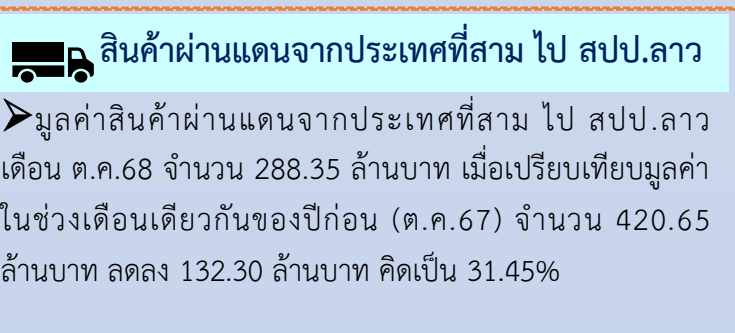 สินค้าผ่านแดนจากประเทศที่สาม ไป สปป.ลาว
➢มูลค่าสินค้าผ่านแดนจากประเทศที่สาม ไป สปป.ลาว
เดือน ต.ค.68 จำนวน 288.35 ล้านบาท เมื่อเปรียบเทียบมูลค่า
ในช่วงเดือนเดียวกันของปีก่อน (ต.ค.67) จำนวน 420.65
ล้านบาท ลดลง 132.30 ล้านบาท คิดเป็น 31.45%